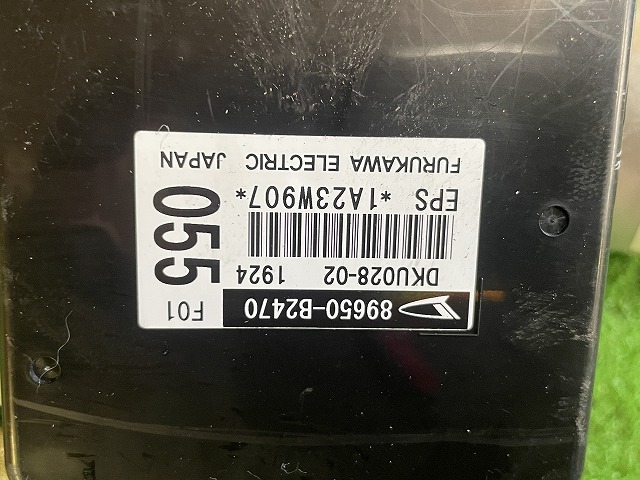 89650-B2470 F01
DKU028-02 1924
055
EPS *1A23W907*
FURUKAWA ELECTRIC JAPAN